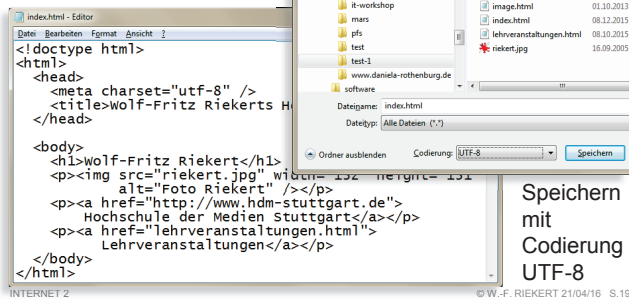 index.html - Editor
Datei Bearbeiten Format Ansicht ?
<!doctype html>
<html>
<head>
<meta charset="utf-8" />
<title>Wolf-Fritz Riekerts
</head>
<body>
<h1>Wolf-Fritz Riekert</h1>
<p><img src="riekert.jpg" width="132" height="151"
alt="Foto Riekert" /></p>
<p><a href="http://www.hdm-stuttgart.de">
Hochschule der Medien Stuttgart</a></p>
<p><a href="lehrveranstaltungen.html">
Lehrveranstaltungen</a></p>
</body>
</html>
it-workshop
mars
pfs
test
test-1
www.daniela-rothenburg.de
software
image.html 01.10.2013
index.html 08.12.2015
lehrveranstaltungen.html 08.10.2015
riekert.jpg 16.09.2005
Dateiname: index.html
Dateityp: Alle Dateien (*.*)
Ordner ausblenden Codierung: UTF-8 Speichern
Speichern
mit
Codierung
UTF-8
INTERNET 2 © W.-F. RIEKERT 21/04/16 S.19